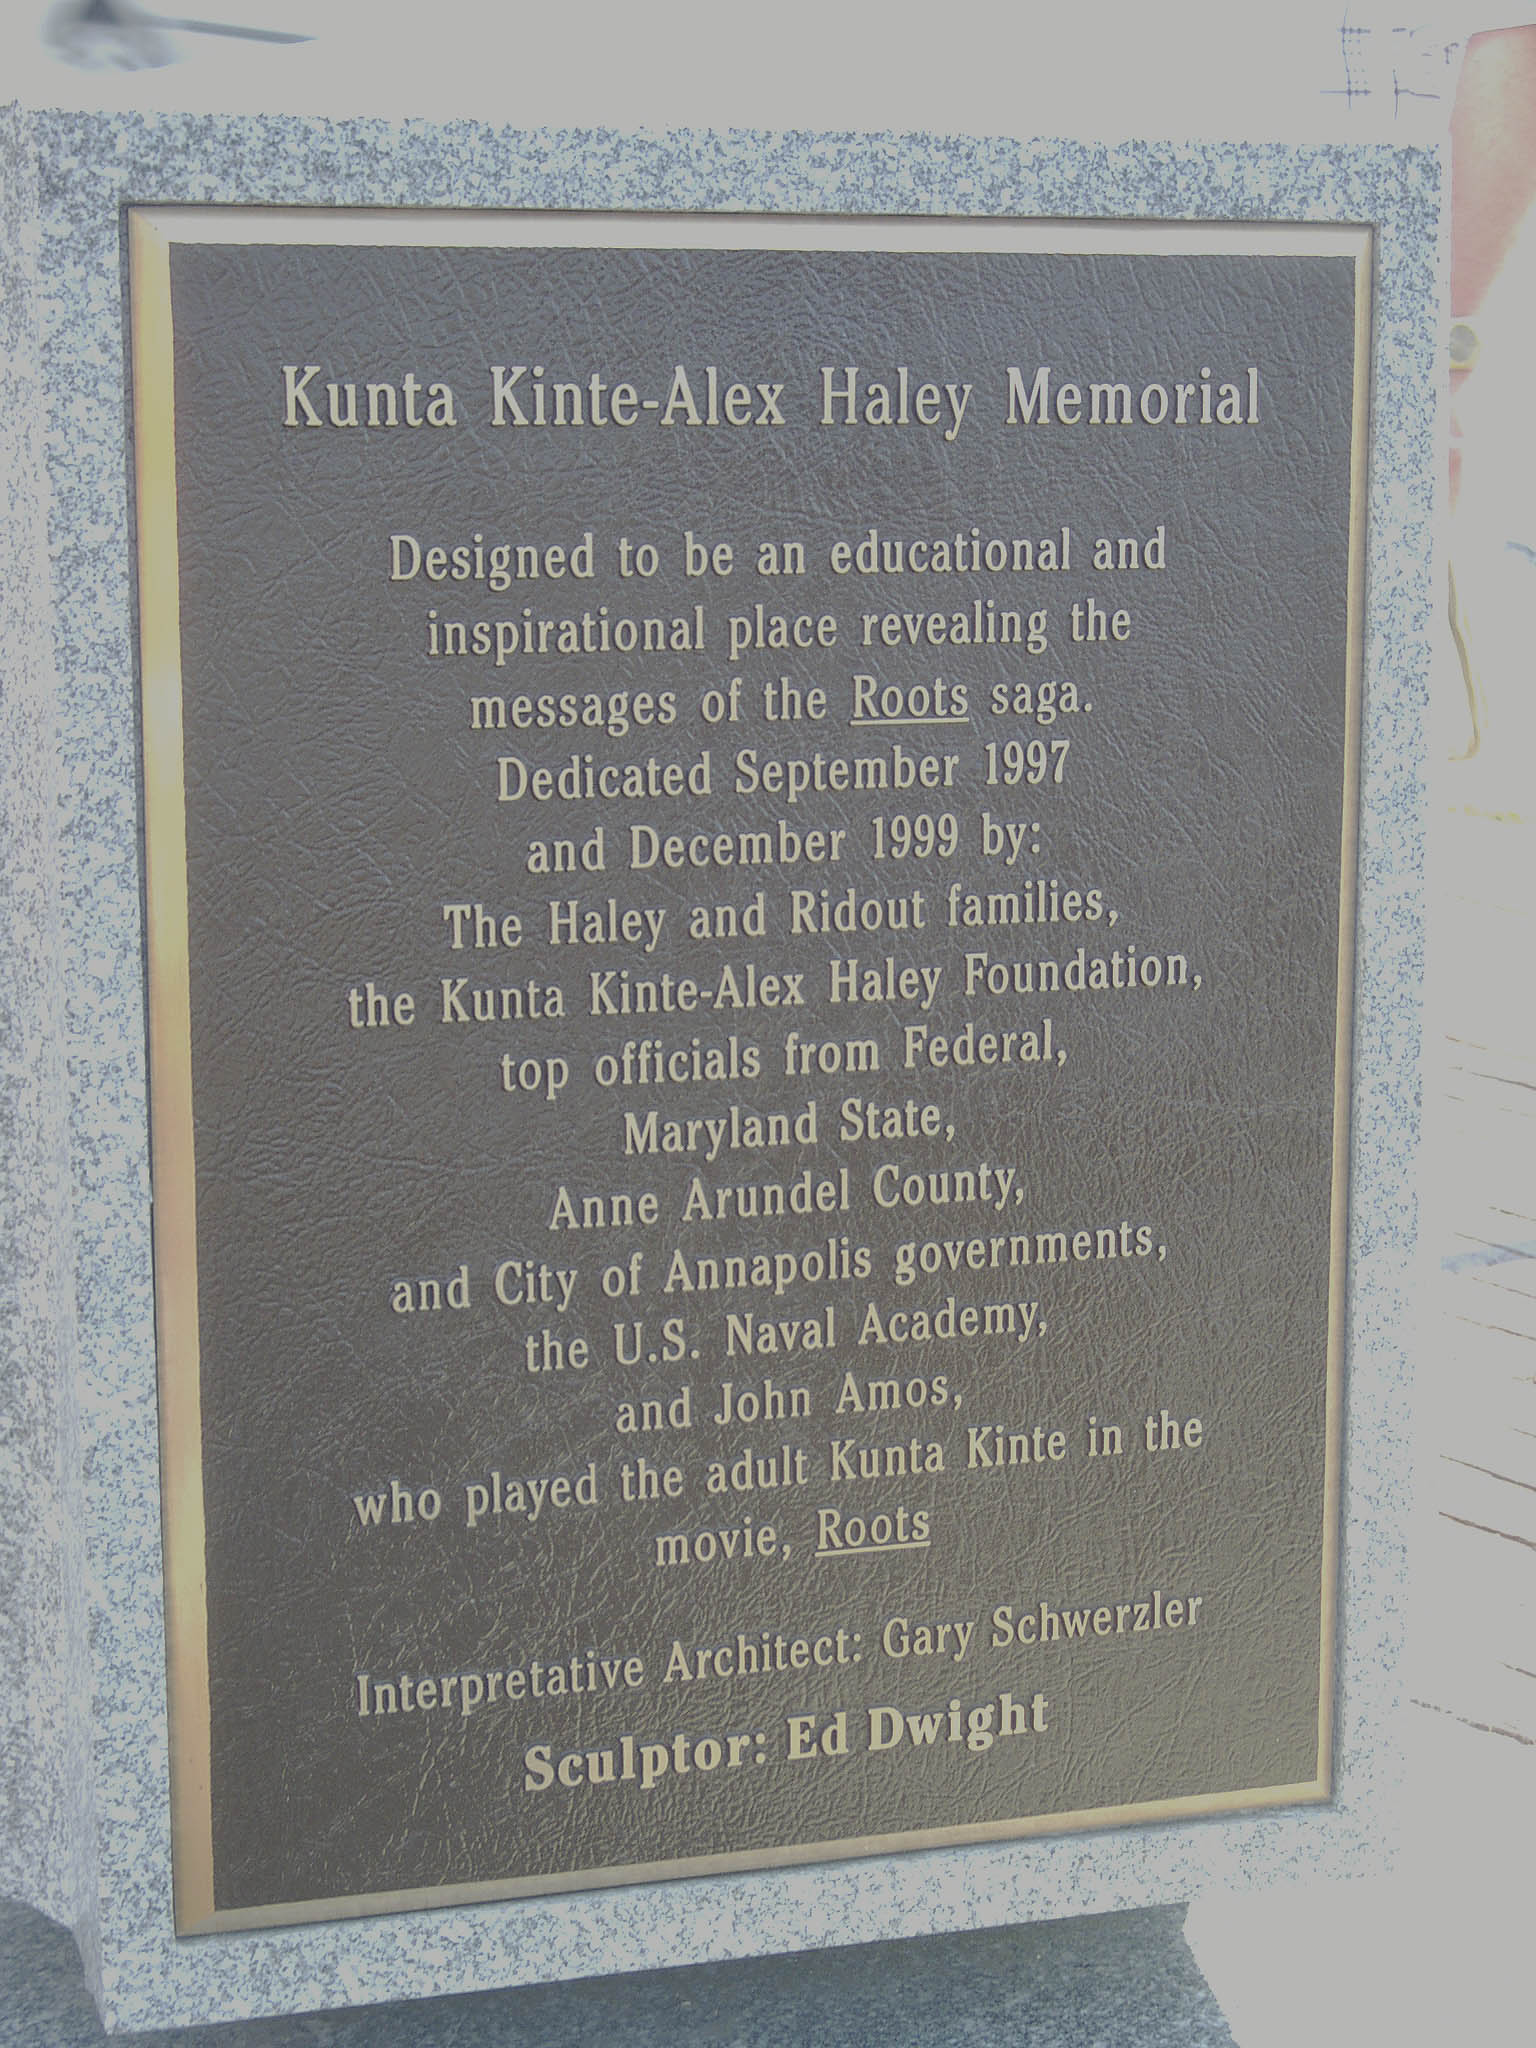 Kunta Kinte-Alex Haley Memorial
Designed to be an educational and
inspirational place revealing the
messages of the Roots saga.
Dedicated September 1997
and December 1999 by:
The Haley and Ridout families,
the Kunta Kinte-Alex Haley Foundation,
top officials from Federal,
Maryland State,
Anne Arundel County,
and City of Annapolis governments,
the U.S. Naval Academy,
and John Amos,
who played the adult Kunta Kinte in the
movie, Roots
Interpretative Architect: Gary Schwerzler
Sculptor: Ed Dwight